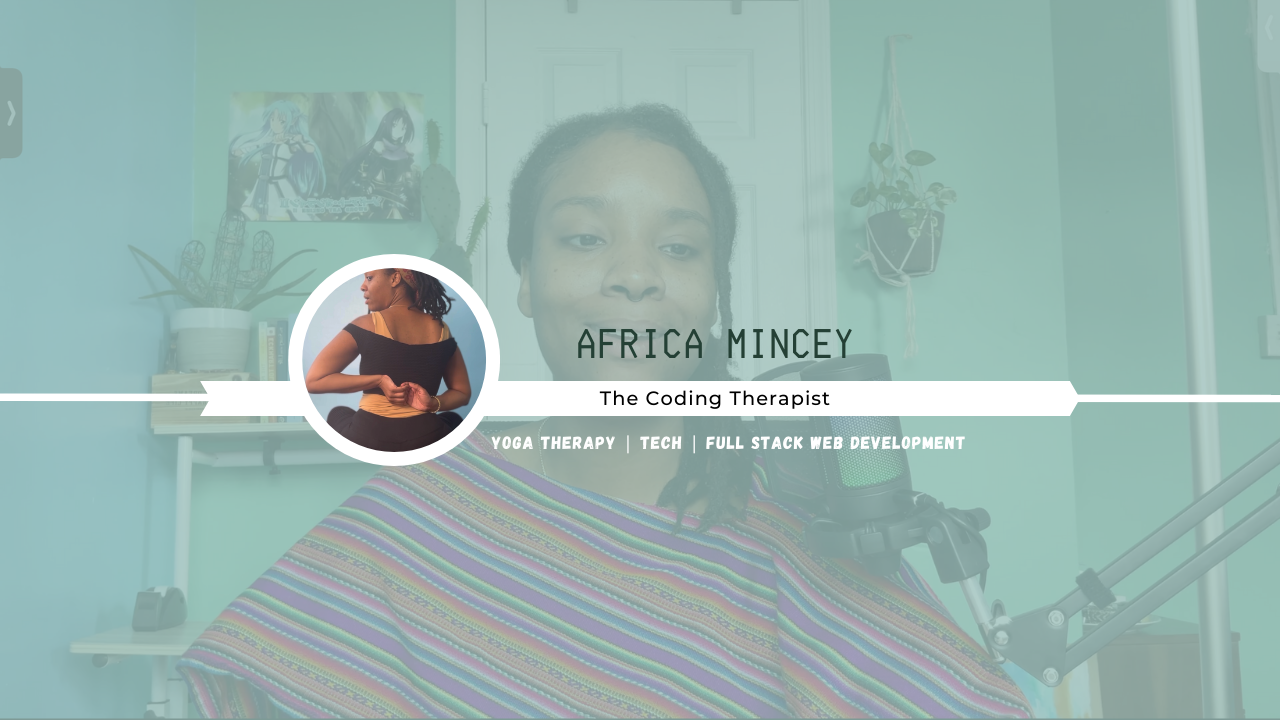 AFRICA MINCEY
The Coding Therapist
YOGA THERAPY | TECH | FULL STACK WEB DEVELOPMENT